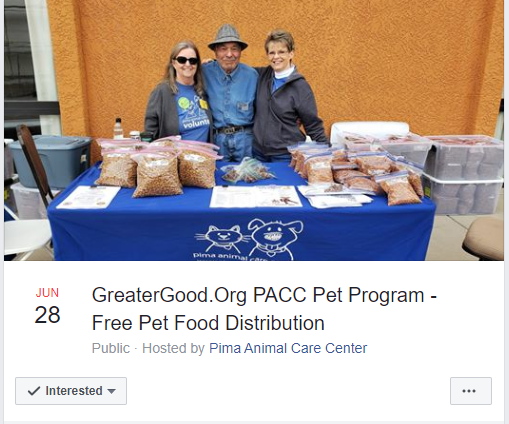 volunt
pima animal care
JUN
28
GreaterGood.Org PACC Pet Program -
Free Pet Food Distribution
Public · Hosted by Pima Animal Care Center
Interested